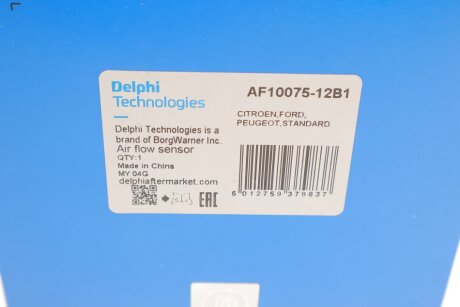 Delphi
Technologies
AF10075-12B1
CITROEN,FORD,
PEUGEOT,STANDARD
Delphi Technologies is a
brand of BorgWarner Inc.
Air flow sensor
QTY:1
Made in China
MY 04G
delphiaftermarket.com
5 012759 379837
EAC